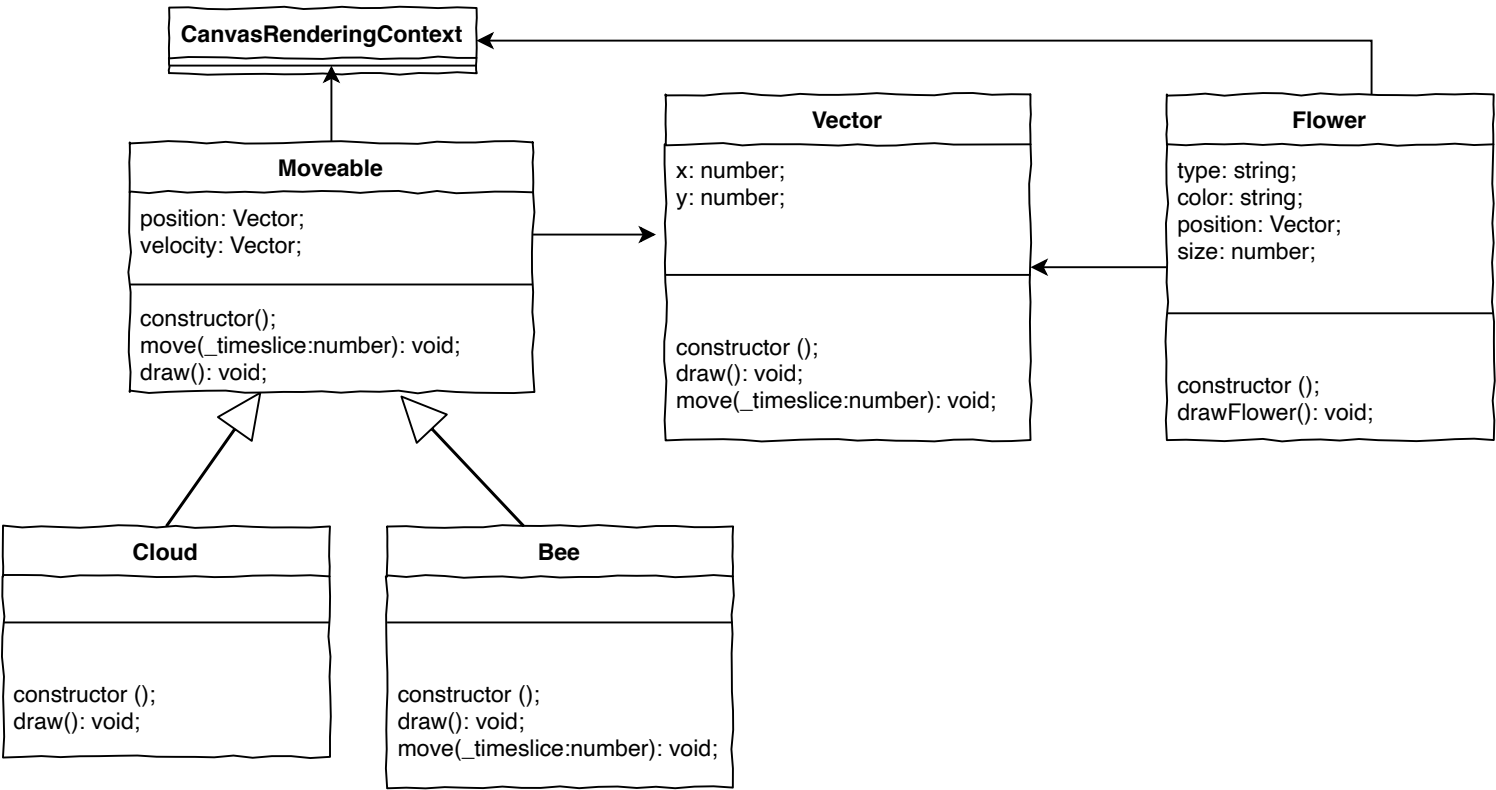 CanvasRenderingContext
Moveable
position: Vector;
velocity: Vector;
constructor();
move(_timeslice:number): void;
draw(): void;
Vector
x: number;
y: number;
constructor ();
draw(): void;
move(_timeslice:number): void;
Flower
type: string;
color: string;
position: Vector;
size: number;
constructor ();
drawFlower(): void;
Cloud
constructor ();
draw(): void;
Bee
constructor ();
draw(): void;
move(_timeslice:number): void;